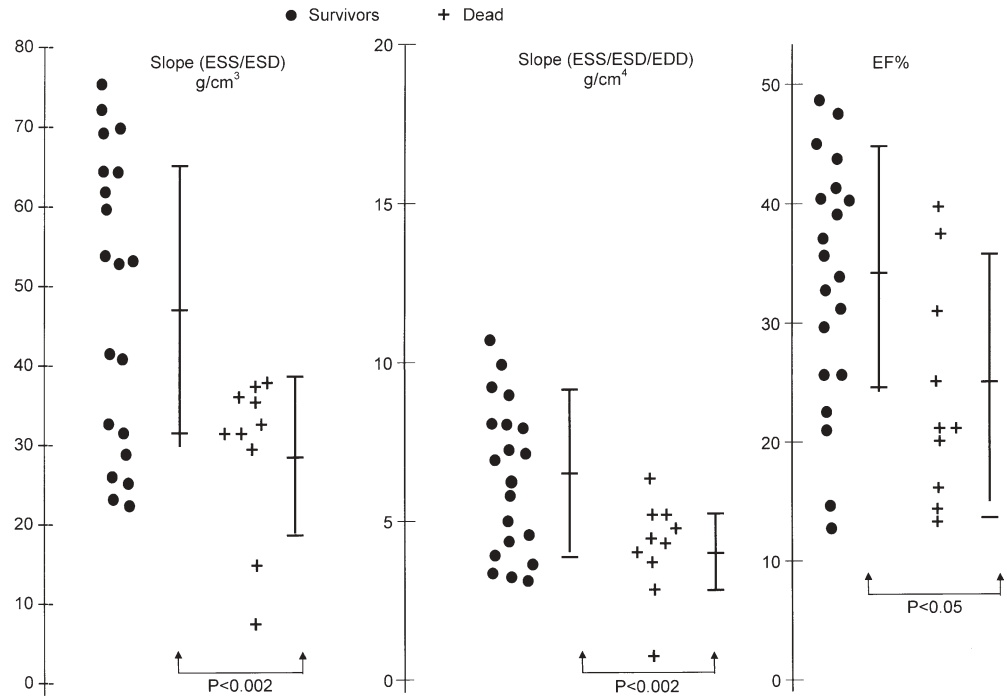 Survivors
Dead
Slope (ESS/ESD)
g/cm³
80
70
60
50
40
30
20
10
0
P<0.002
Slope (ESS/ESD/EDD)
g/cm⁴
20
15
10
5
0
P<0.002
EF%
50
40
30
20
10
0
P<0.05